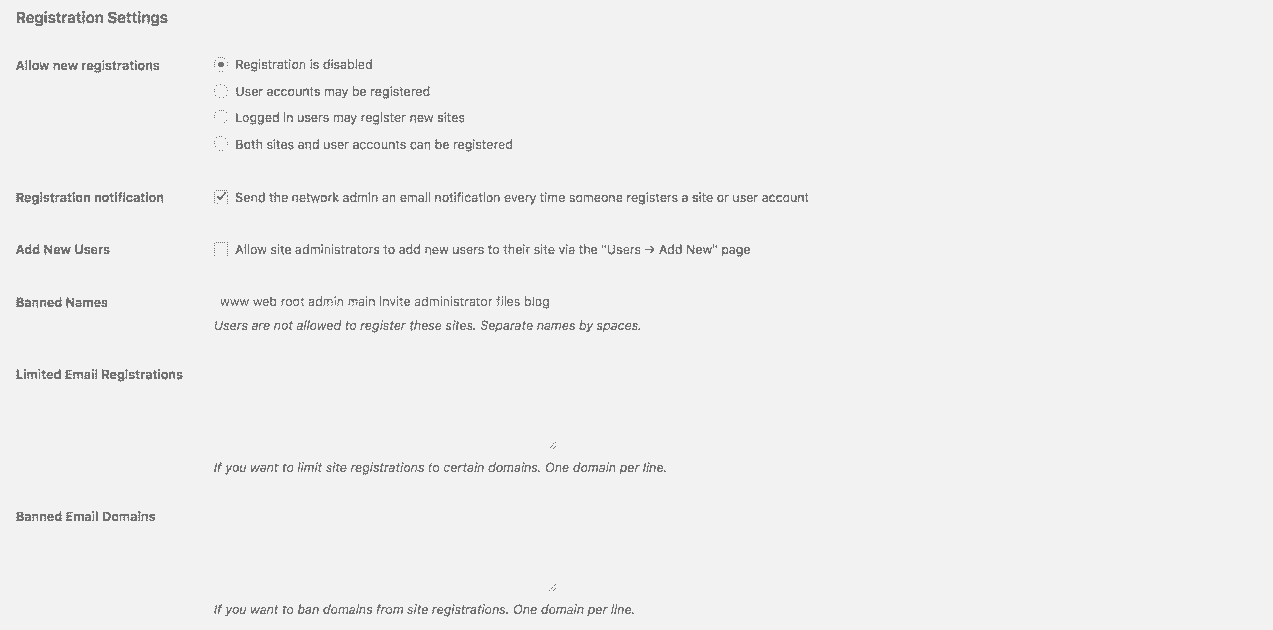 Registration Settings
Allow new registrations
Registration is disabled
User accounts may be registered
Logged in users may register new sites
Both sites and user accounts can be registered
Registration notification
Send the network admin an email notification every time someone registers a site or user account
Add New Users
Allow site administrators to add new users to their site via the "Users → Add New" page
Banned Names
www web root admin main invite administrator files blog
Users are not allowed to register these sites. Separate names by spaces.
Limited Email Registrations
If you want to limit site registrations to certain domains. One domain per line.
Banned Email Domains
If you want to ban domains from site registrations. One domain per line.